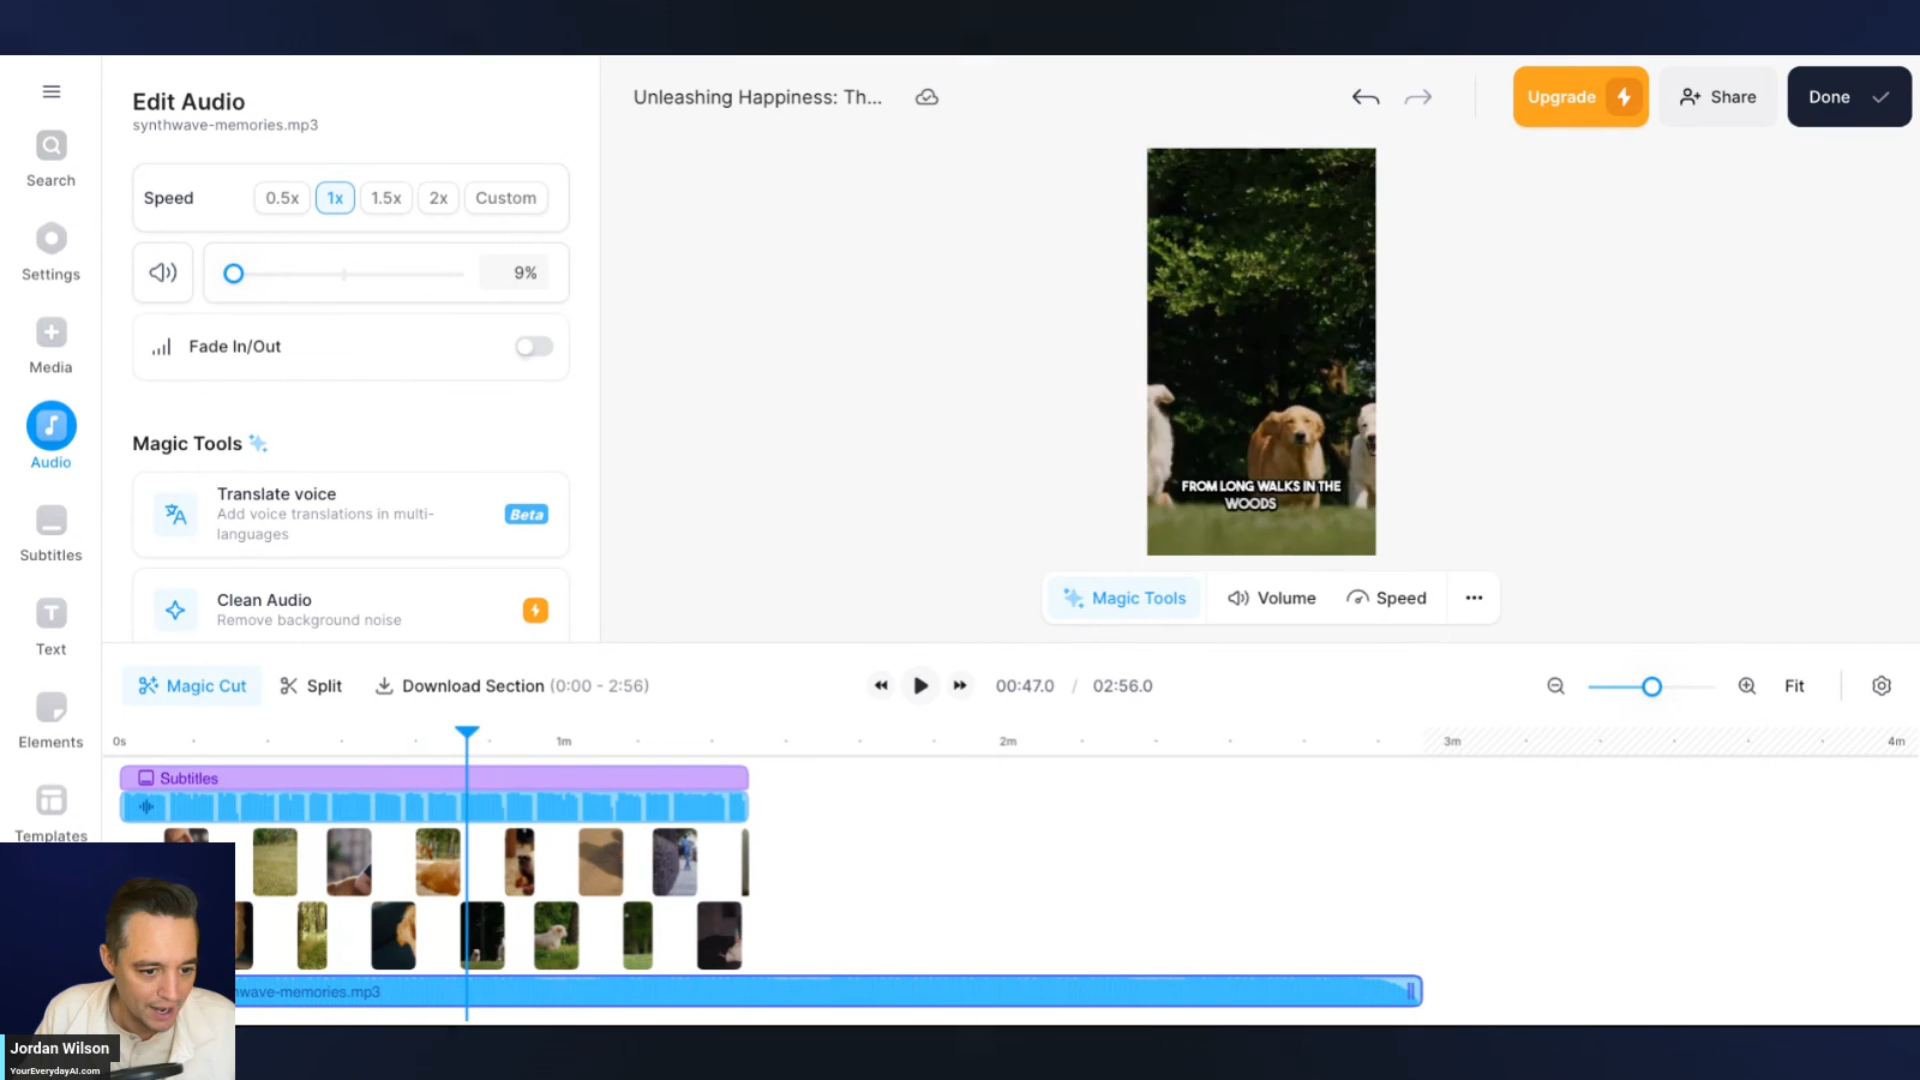 Edit Audio
synthwave-memories.mp3
Speed 0.5x 1x 1.5x 2x Custom
9%
Fade In/Out
Magic Tools
Translate voice
Add voice translations in multi-
languages
Beta
Clean Audio
Remove background noise
Search
Settings
Media
Audio
Subtitles
Text
Elements
Templates
Unleashing Happiness: Th...
Upgrade
Share
Done
FROM LONG WALKS IN THE
WOODS
Magic Tools Volume Speed
Magic Cut Split Download Section (0:00 - 2:56) 00:47.0 / 02:56.0 Fit
0s 1m 2m 3m 4m
Subtitles
wave-memories.mp3
Jordan Wilson
YourEverydayAI.com